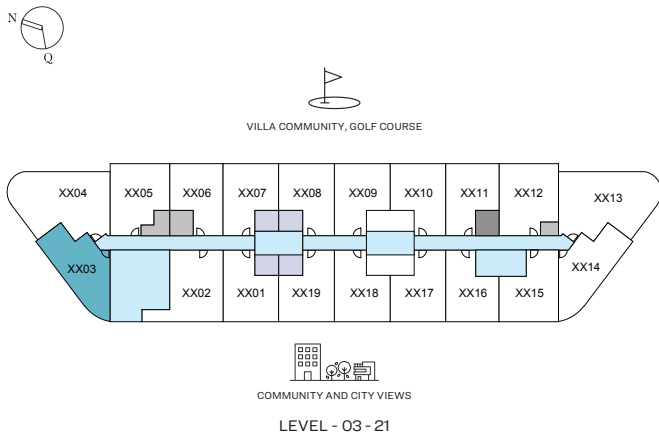 N
Q
VILLA COMMUNITY, GOLF COURSE
XX04 XX05 XX06 XX07 XX08 XX09 XX10 XX11 XX12 XX13
XX03 XX14
XX02 XX01 XX19 XX18 XX17 XX16 XX15
COMMUNITY AND CITY VIEWS
LEVEL - 03 - 21